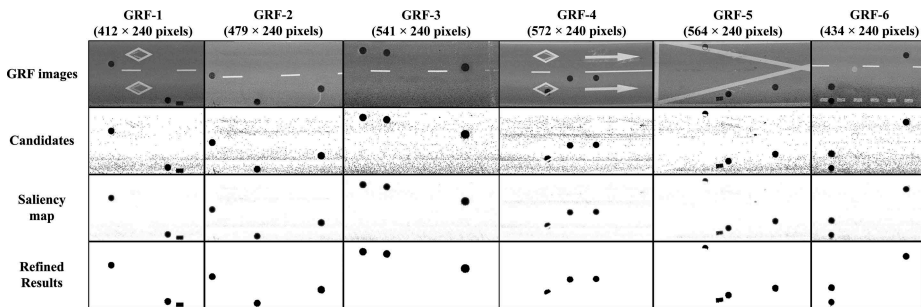 GRF-1
(412 × 240 pixels)
GRF-2
(479 × 240 pixels)
GRF-3
(541 × 240 pixels)
GRF-4
(572 × 240 pixels)
GRF-5
(564 × 240 pixels)
GRF-6
(434 × 240 pixels)
GRF images
Candidates
Saliency
map
Refined
Results